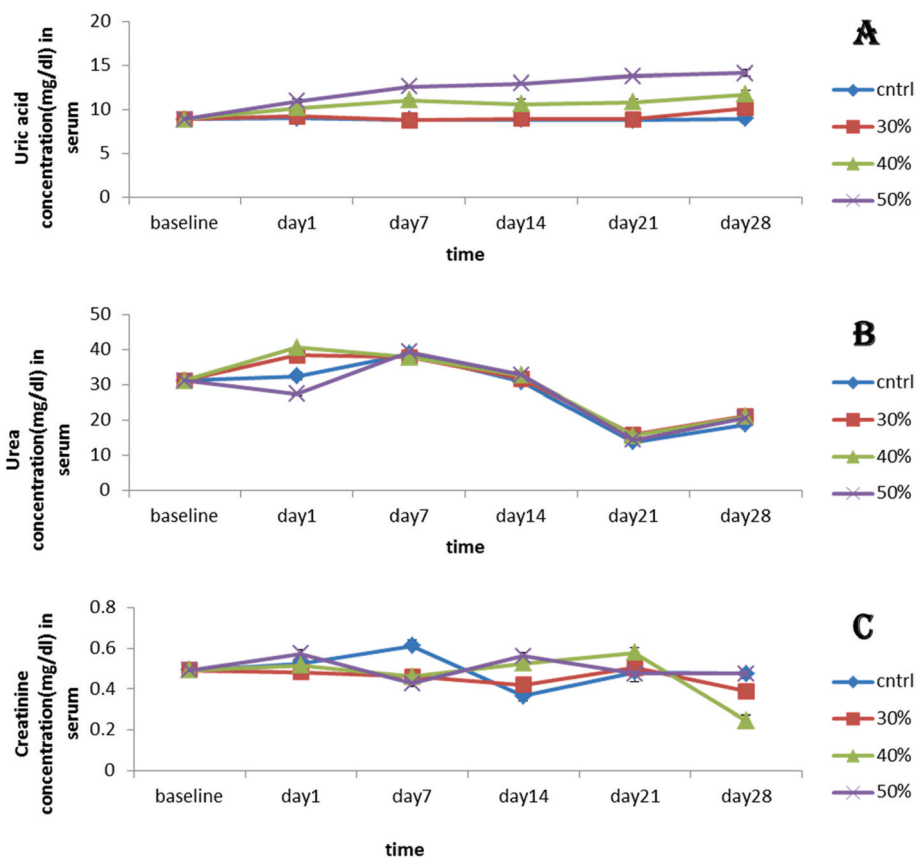 A
Uric acid
concentration(mg/dl) in
serum
20
15
10
5
0
baseline day1 day7 day14 day21 day28
time
cntrl
30%
40%
50%
B
Urea
concentration(mg/dl) in
serum
50
40
30
20
10
0
baseline day1 day7 day14 day21 day28
time
cntrl
30%
40%
50%
C
Creatinine
concentration(mg/dl) in
serum
0.8
0.6
0.4
0.2
0
baseline day1 day7 day14 day21 day28
time
cntrl
30%
40%
50%